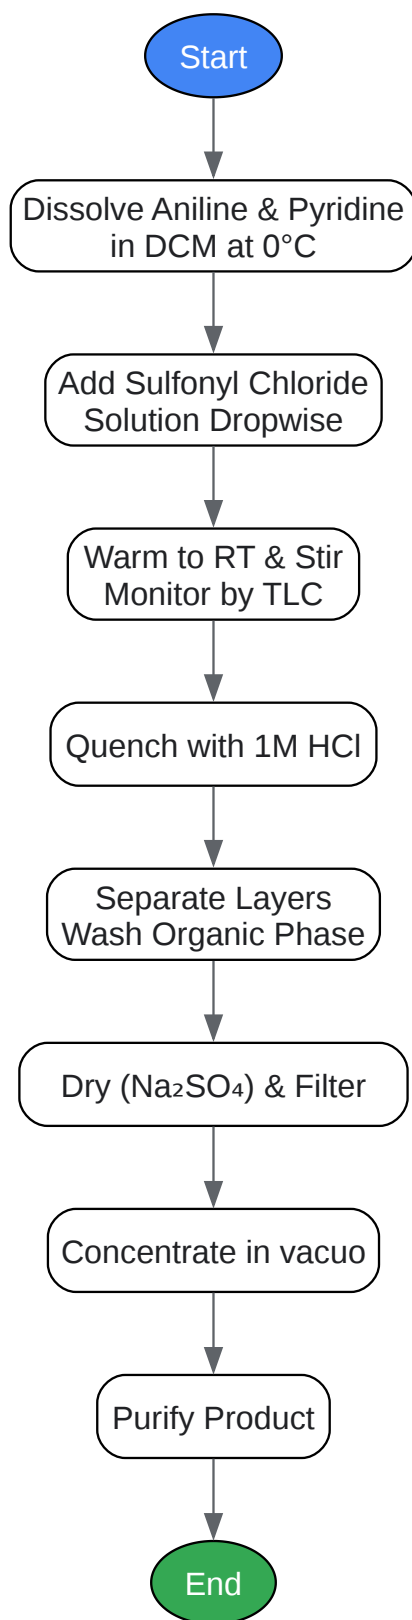 Start
Dissolve Aniline & Pyridine
in DCM at 0°C
Add Sulfonyl Chloride
Solution Dropwise
Warm to RT & Stir
Monitor by TLC
Quench with 1M HCl
Separate Layers
Wash Organic Phase
Dry (Na₂SO₄) & Filter
Concentrate in vacuo
Purify Product
End